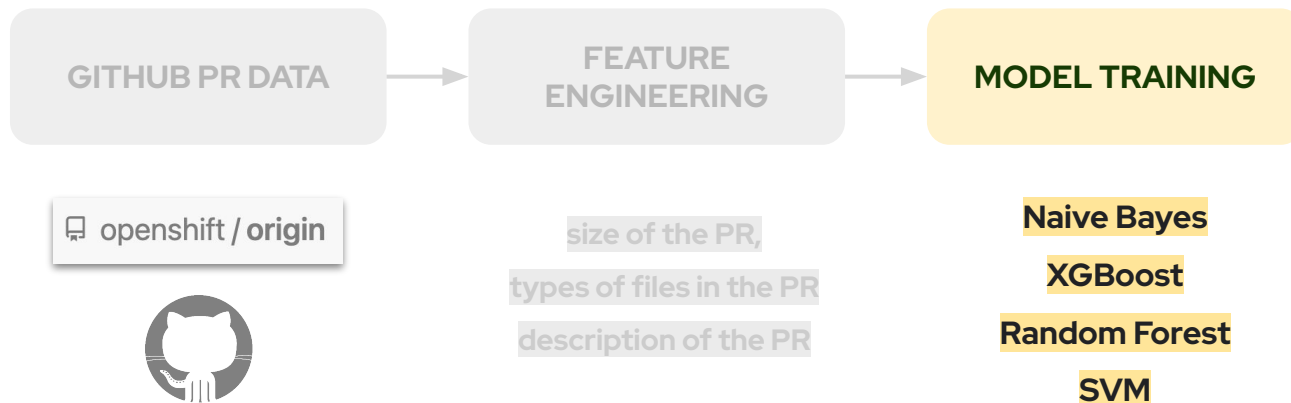 GITHUB PR DATA
FEATURE
ENGINEERING
MODEL TRAINING
openshift / origin
size of the PR,
types of files in the PR
description of the PR
Naive Bayes
XGBoost
Random Forest
SVM